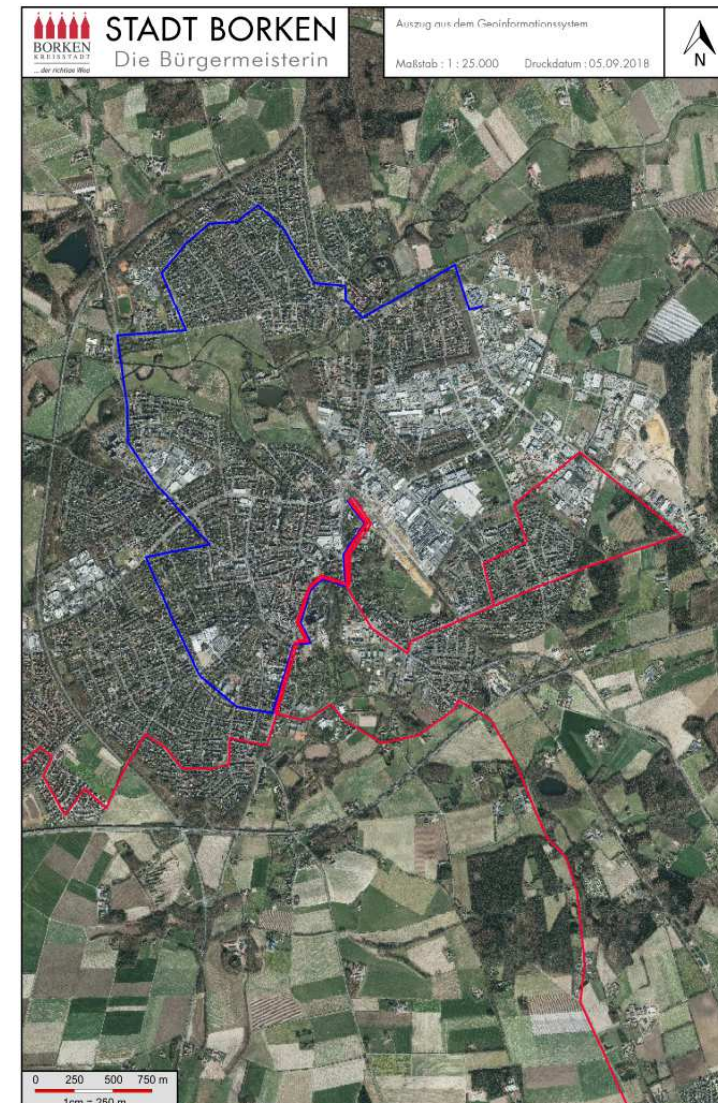 STADT BORKEN
Die Bürgermeisterin
BORKEN
KREISSTADT
... der richtige Weg
Auszug aus dem Geoinformationssystem
Maßstab : 1 : 25.000 Druckdatum : 05.09.2018
N
0 250 500 750 m
1cm = 250 m